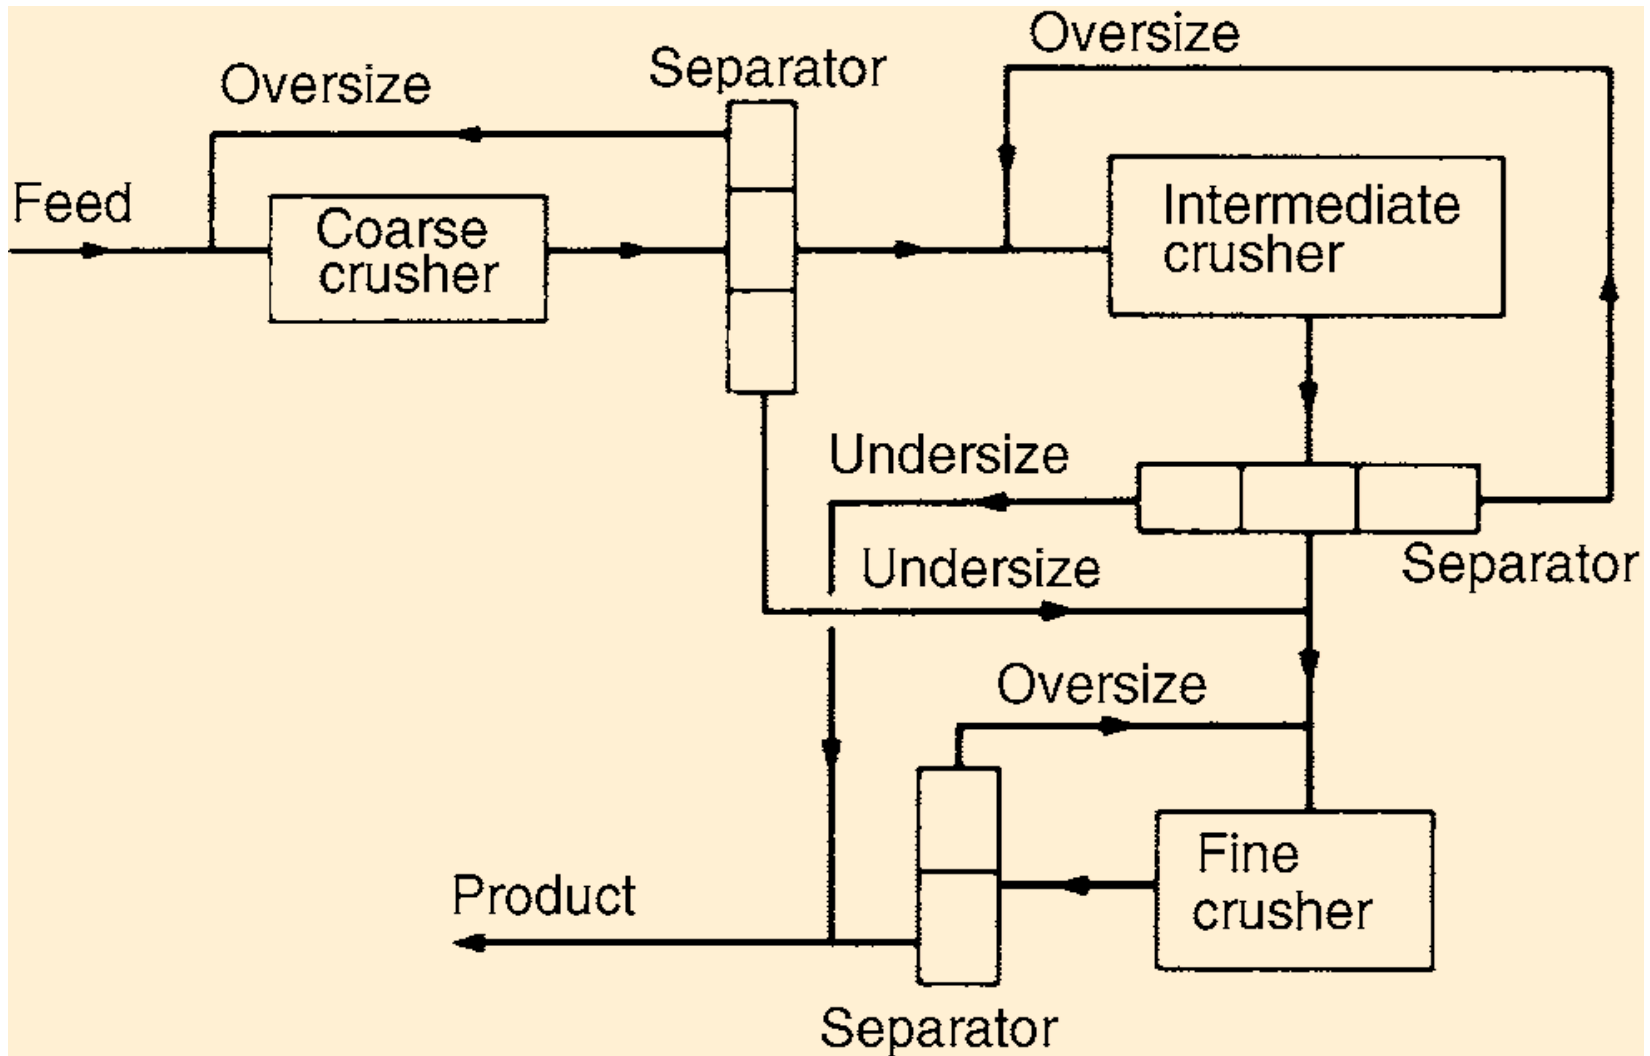 Oversize
Separator
Oversize
Feed
Coarse
crusher
Intermediate
crusher
Undersize
Undersize
Separator
Oversize
Fine
crusher
Product
Separator